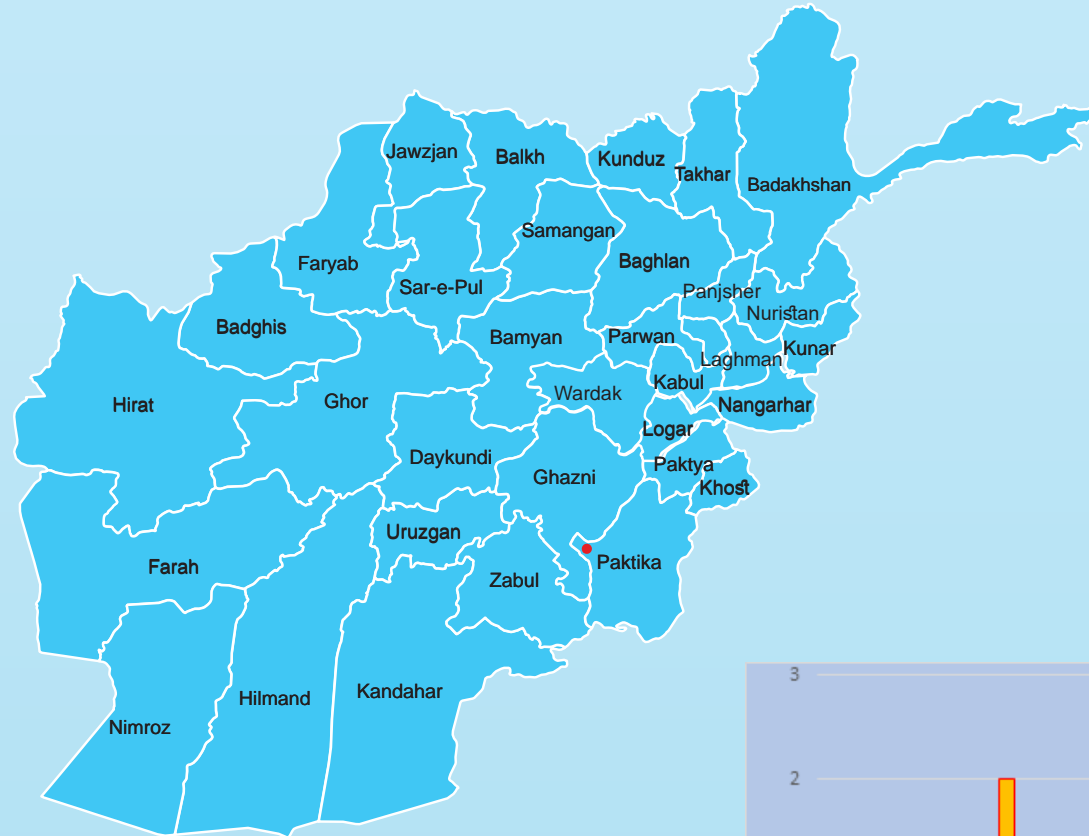 Jawzjan
Balkh
Kunduz
Takhar
Badakhshan
Samangan
Faryab
Baghlan
Sar-e-Pul
Panjsher
Nuristan
Badghis
Bamyan
Parwan
Laghman
Kunar
Kabul
Wardak
Hirat
Ghor
Nangarhar
Logar
Daykundi
Paktya
Ghazni
Khost
Uruzgan
Farah
Paktika
Zabul
Kandahar
Hilmand
Nimroz
3
2